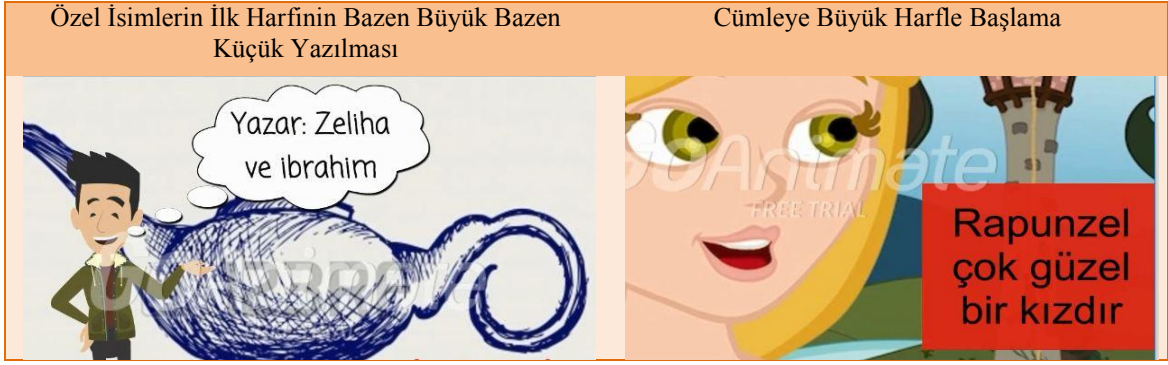 Özel İsimlerin İlk Harfinin Bazen Büyük Bazen
Küçük Yazılması
Cümleye Büyük Harfle Başlama
Yazar: Zeliha
ve ibrahim
GOAnimate
FREE TRIAL
Rapunzel
çok güzel
bir kızdır